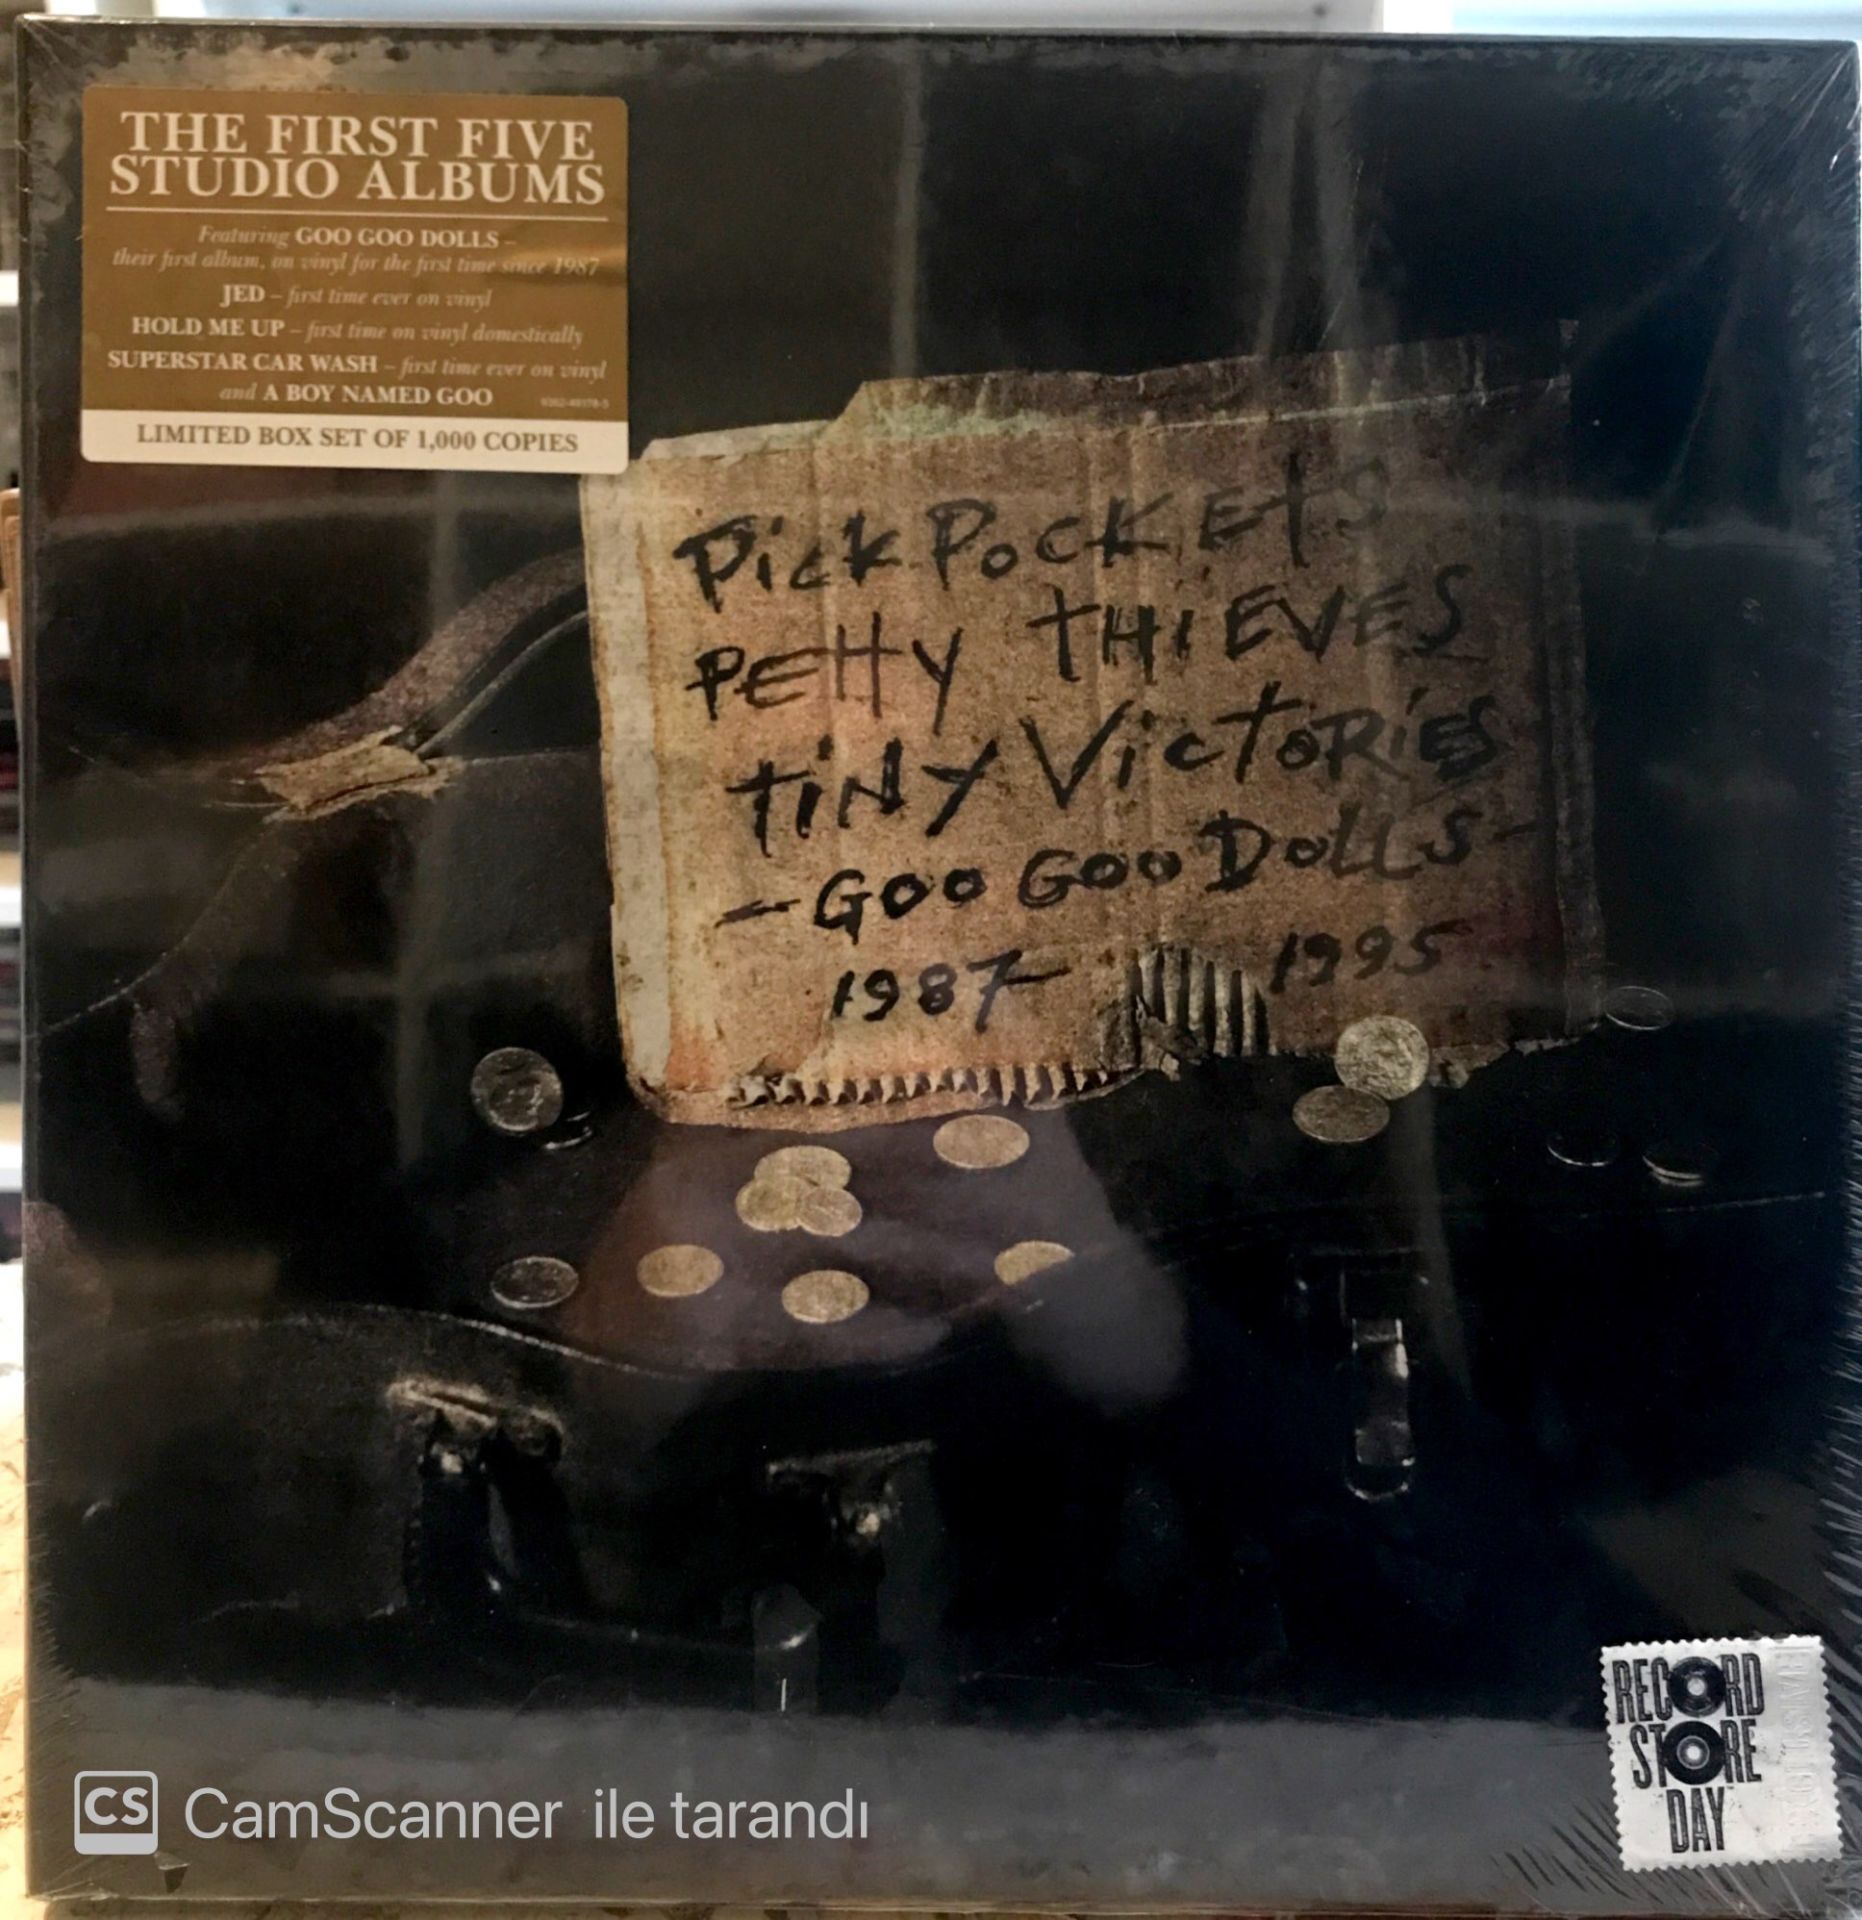 THE FIRST FIVE
STUDIO ALBUMS
Featuring GOO GOO DOLLS –
their first album, on vinyl for the first time since 1987
JED – first time ever on vinyl
HOLD ME UP – first time on vinyl domestically
SUPERSTAR CAR WASH – first time ever on vinyl
and A BOY NAMED GOO
LIMITED BOX SET OF 1,000 COPIES
Pick Pockets
Petty Thieves
Tiny Victories
-Goo Goo Dolls-
1987- 1995
RECORD
STORE
DAY
CS CamScanner ile tarandı